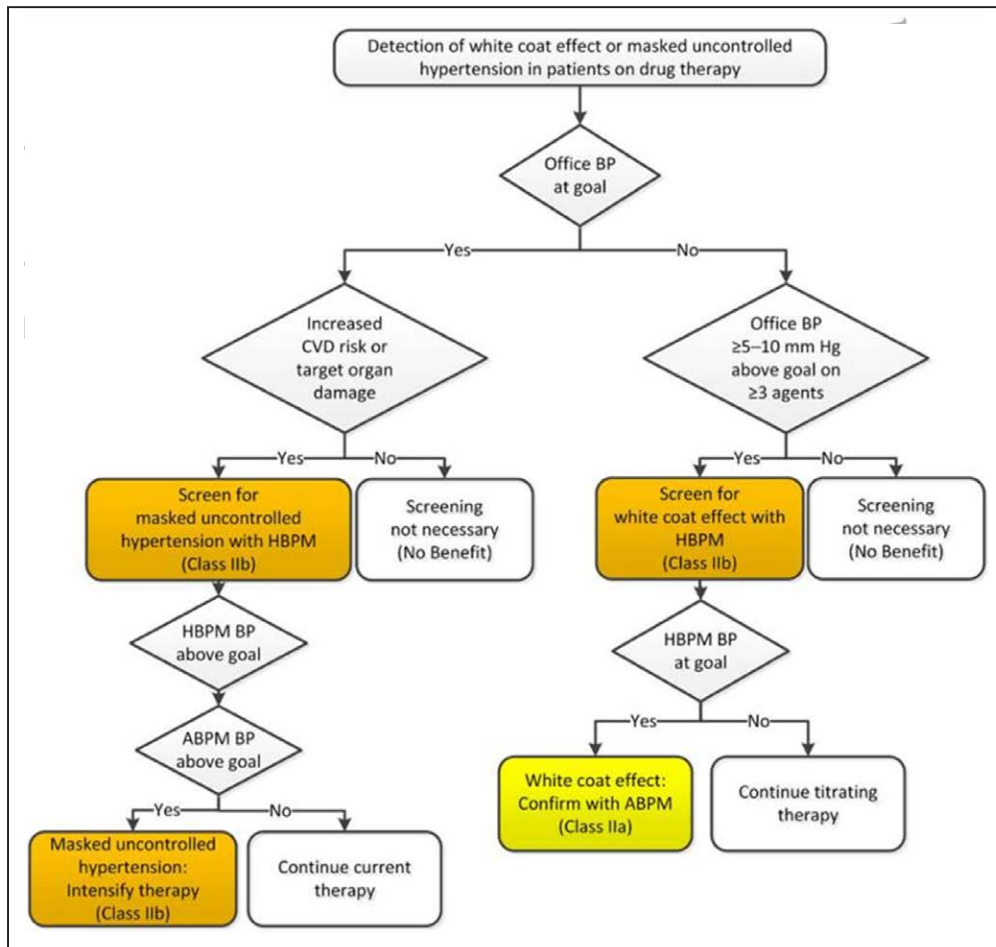 Detection of white coat effect or masked uncontrolled
hypertension in patients on drug therapy
Office BP
at goal
Yes
No
Increased
CVD risk or
target organ
damage
Office BP
≥5–10 mm Hg
above goal on
≥3 agents
Yes
No
Yes
No
Screen for
masked uncontrolled
hypertension with HBPM
(Class IIb)
Screening
not necessary
(No Benefit)
Screen for
white coat effect with
HBPM
(Class IIb)
Screening
not necessary
(No Benefit)
HBPM BP
above goal
HBPM BP
at goal
ABPM BP
above goal
Yes
No
Yes
No
White coat effect:
Confirm with ABPM
(Class IIa)
Continue titrating
therapy
Masked uncontrolled
hypertension:
Intensify therapy
(Class IIb)
Continue current
therapy